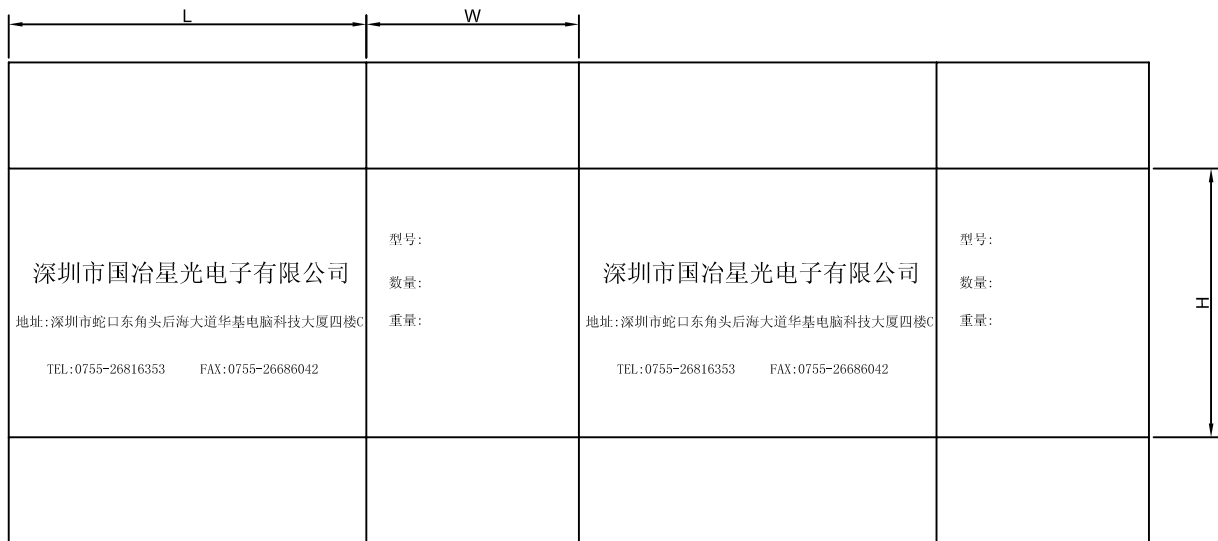 L
W
深圳市国冶星光电子有限公司
地址:深圳市蛇口东角头后海大道华基电脑科技大厦四楼C
TEL:0755-26816353 FAX:0755-26686042
型号:
数量:
重量:
深圳市国冶星光电子有限公司
地址:深圳市蛇口东角头后海大道华基电脑科技大厦四楼C
TEL:0755-26816353 FAX:0755-26686042
型号:
数量:
重量:
H